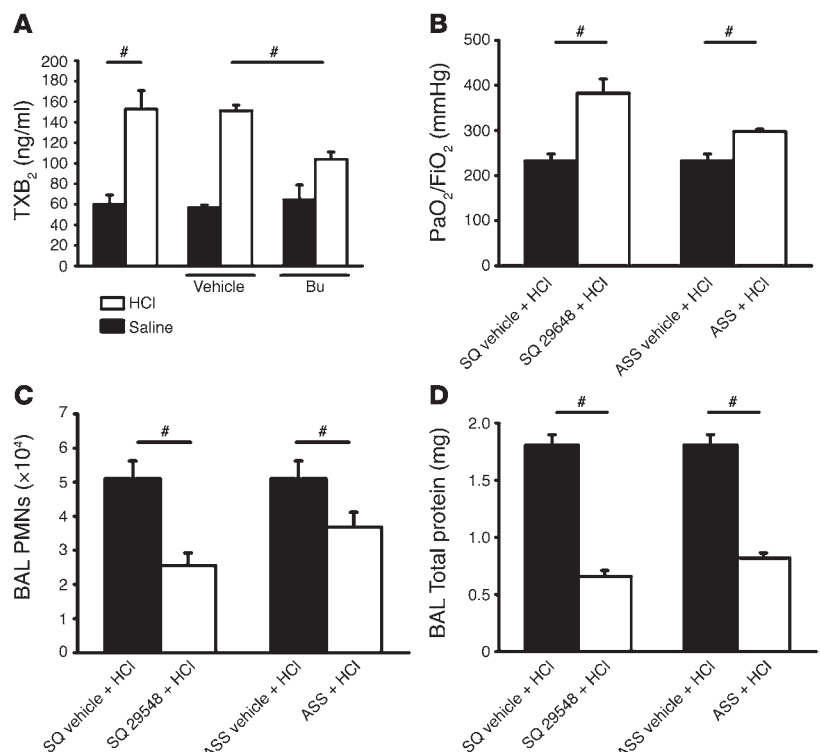 A
#
#
TXB2 (ng/ml)
200
180
160
140
120
100
80
60
40
20
0
Vehicle
Bu
HCl
Saline
B
#
#
PaO2/FiO2 (mmHg)
500
400
300
200
100
0
SQ vehicle + HCl
SQ 29648 + HCl
ASS vehicle + HCl
ASS + HCl
C
#
#
BAL PMNs (×10⁴)
7
6
5
4
3
2
1
0
SQ vehicle + HCl
SQ 29548 + HCl
ASS vehicle + HCl
ASS + HCl
D
#
#
BAL Total protein (mg)
2.0
1.5
1.0
0.5
0
SQ vehicle + HCl
SQ 29548 + HCl
ASS vehicle + HCl
ASS + HCl